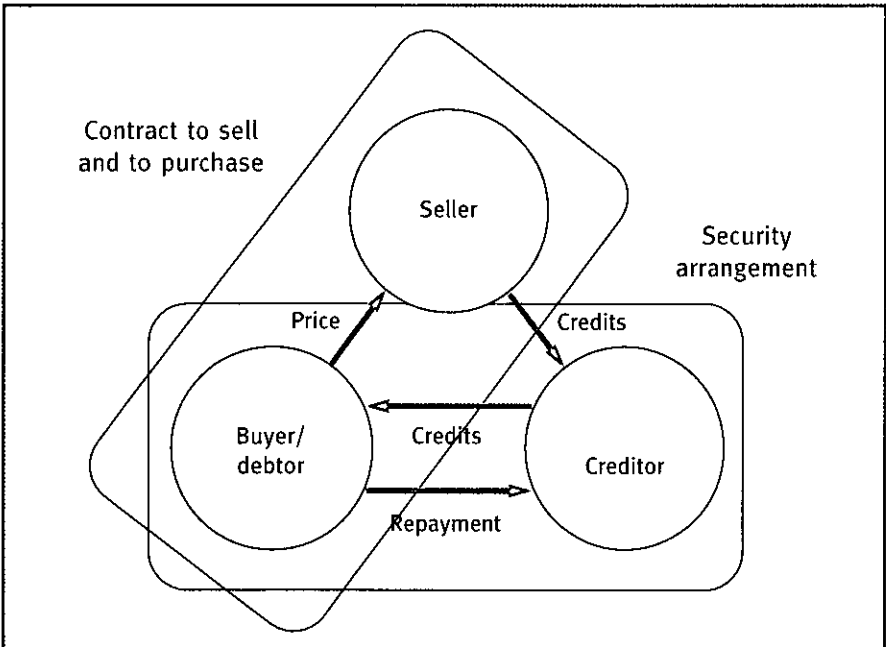 Contract to sell
and to purchase
Seller
Security
arrangement
Price
Credits
Buyer/
debtor
Credits
Creditor
Repayment